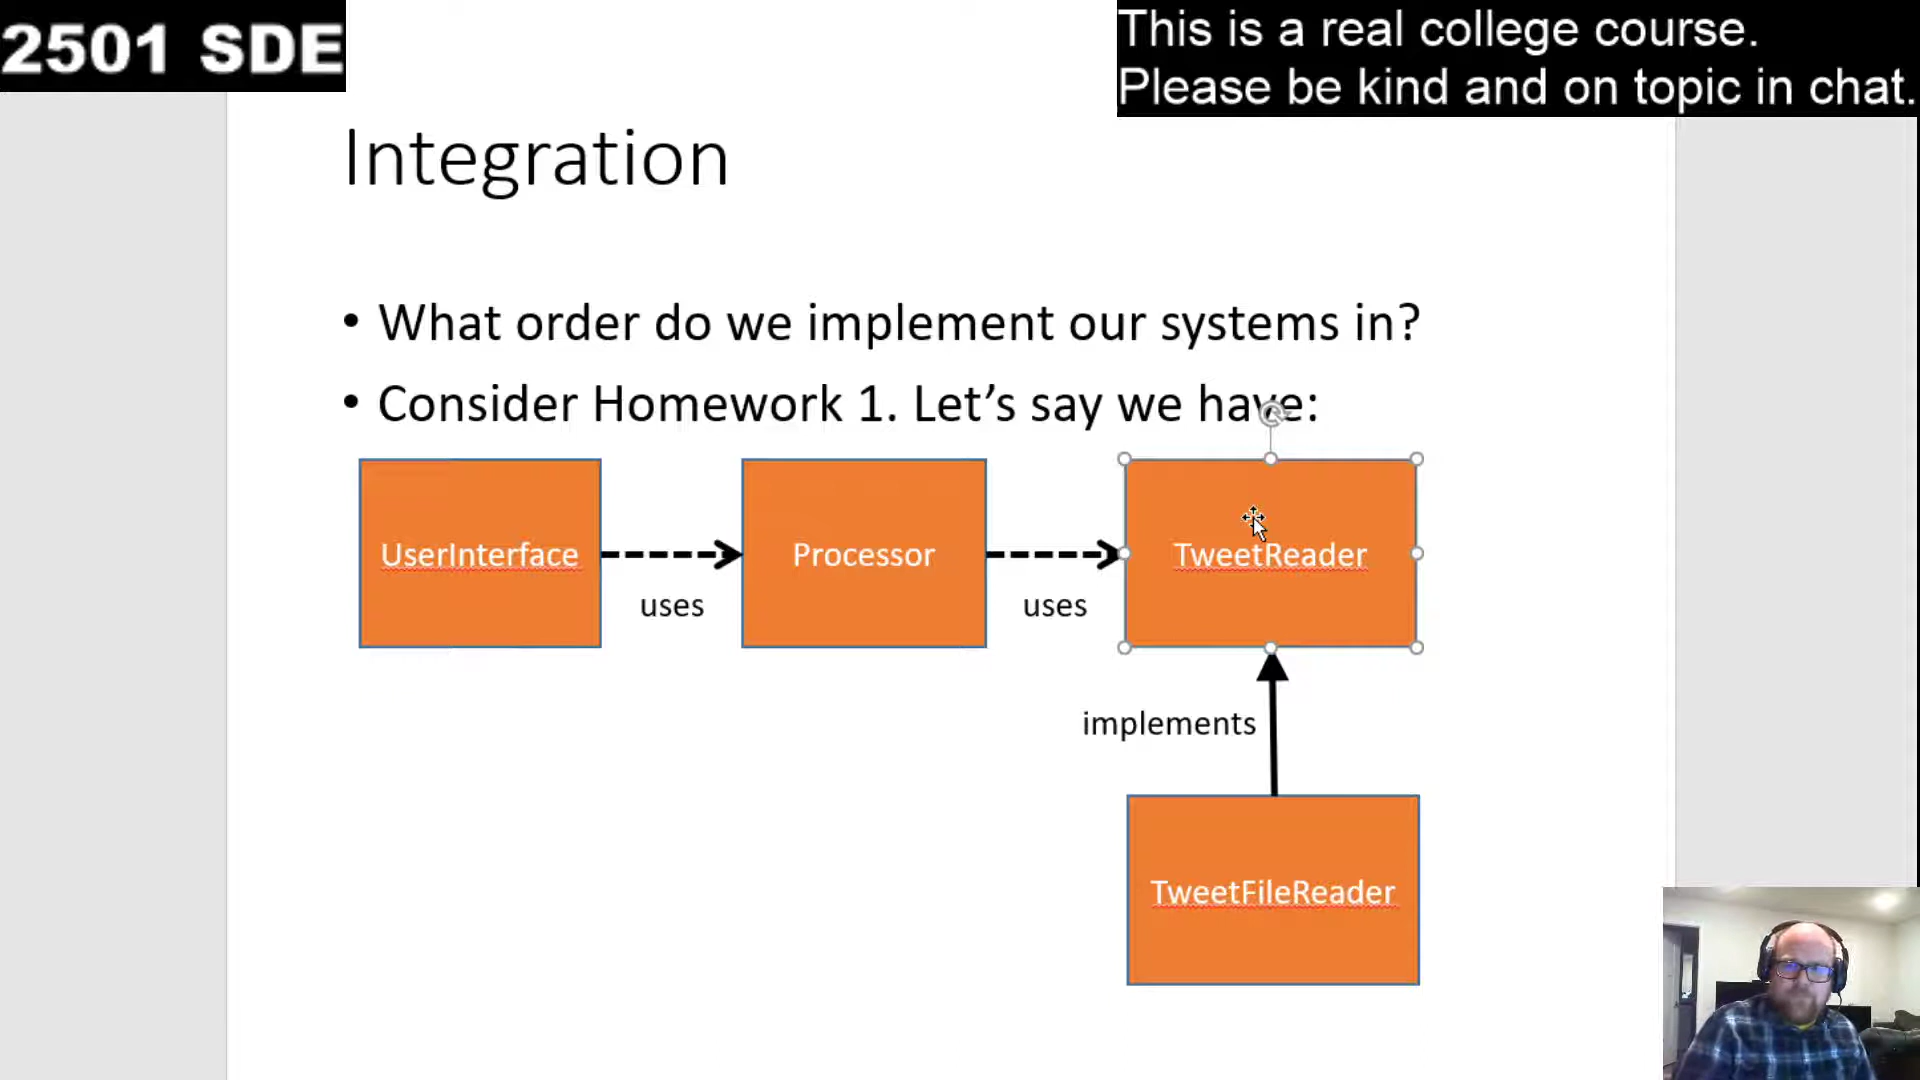 2501 SDE
This is a real college course.
Please be kind and on topic in chat.
Integration
• What order do we implement our systems in?
• Consider Homework 1. Let’s say we have:
UserInterface
uses
Processor
uses
TweetReader
implements
TweetFileReader